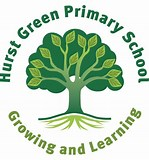 Hurst Green Primary School
Growing and Learning